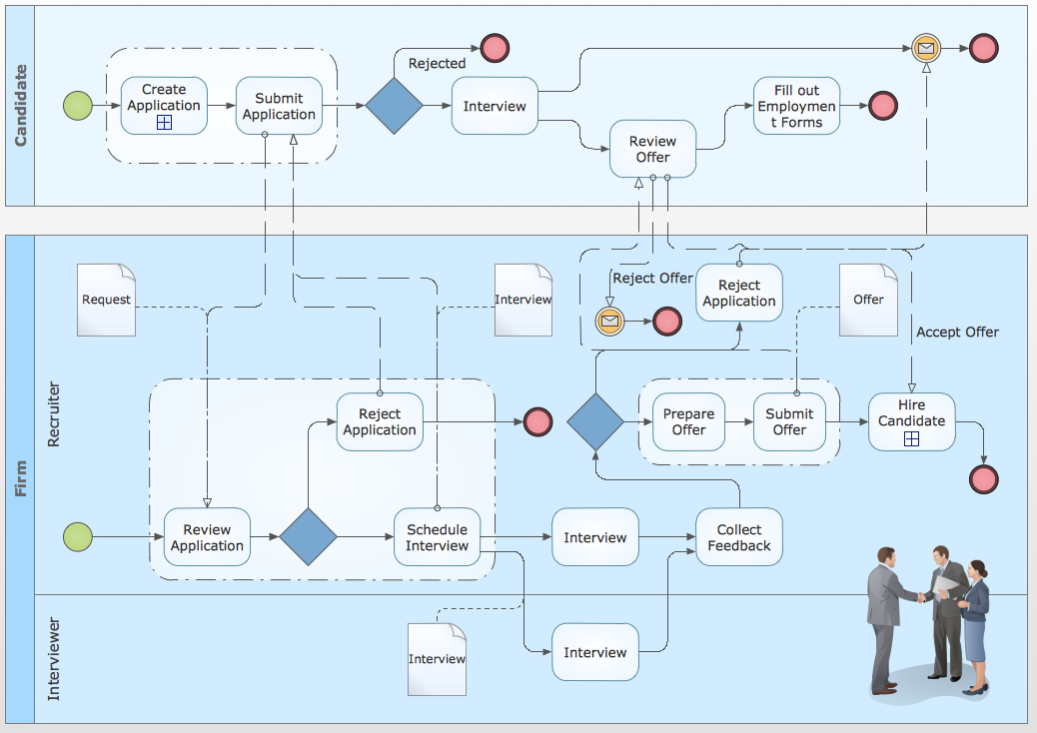 Candidate
Create
Application
Submit
Application
Rejected
Interview
Review
Offer
Fill out
Employmen
t Forms
Firm
Recruiter
Request
Interview
Reject Offer
Reject
Application
Offer
Accept Offer
Reject
Application
Prepare
Offer
Submit
Offer
Hire
Candidate
Review
Application
Schedule
Interview
Interview
Collect
Feedback
Interviewer
Interview
Interview